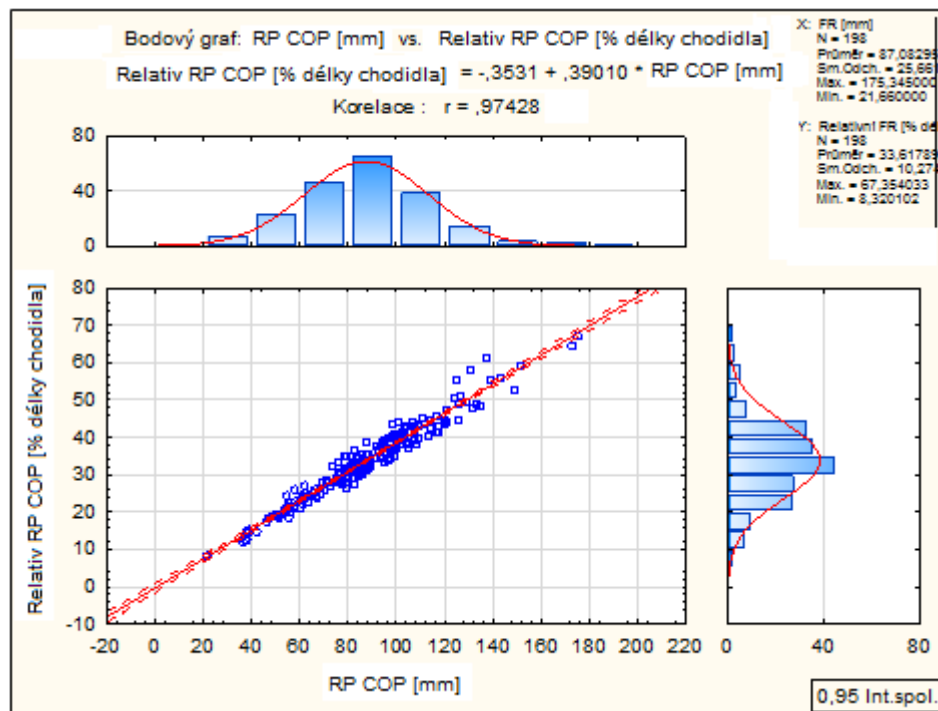 Bodový graf: RP COP [mm] vs. Relativ RP COP [% délky chodidla]
Relativ RP COP [% délky chodidla] = -,3531 + ,39010 * RP COP [mm]
Korelace : r = ,97428
X: FR [mm]
N = 198
Průměr = 87,08295
Sm.Odch. = 25,66
Max. = 175,345000
Min. = 21,660000
Y: Relativní FR [% dé
N = 198
Průměr = 33,61789
Sm.Odch. = 10,274
Max. = 67,354033
Min. = 8,320102
80
40
0
Relativ RP COP [% délky chodidla]
80
70
60
50
40
30
20
10
0
-10
-20 0 20 40 60 80 100 120 140 160 180 200 220
RP COP [mm]
0 40 80
0,95 Int.spol.